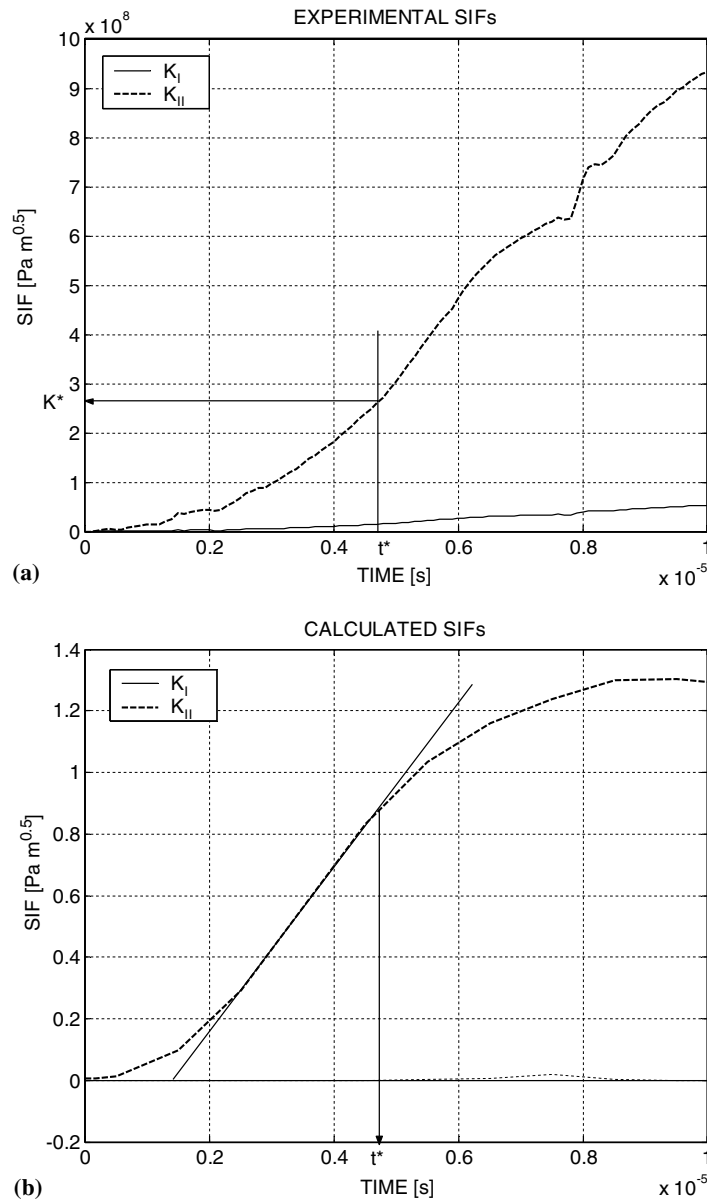 EXPERIMENTAL SIFs
x 10^8
10
9
8
7
6
5
4
3
2
1
0
K_I
K_II
SIF [Pa m^0.5]
K*
0
0.2
0.4
t*
0.6
0.8
1
TIME [s]
x 10^-5
(a)
CALCULATED SIFs
1.4
1.2
1
0.8
0.6
0.4
0.2
0
-0.2
K_I
K_II
SIF [Pa m^0.5]
0
0.2
0.4
t*
0.6
0.8
1
TIME [s]
x 10^-5
(b)